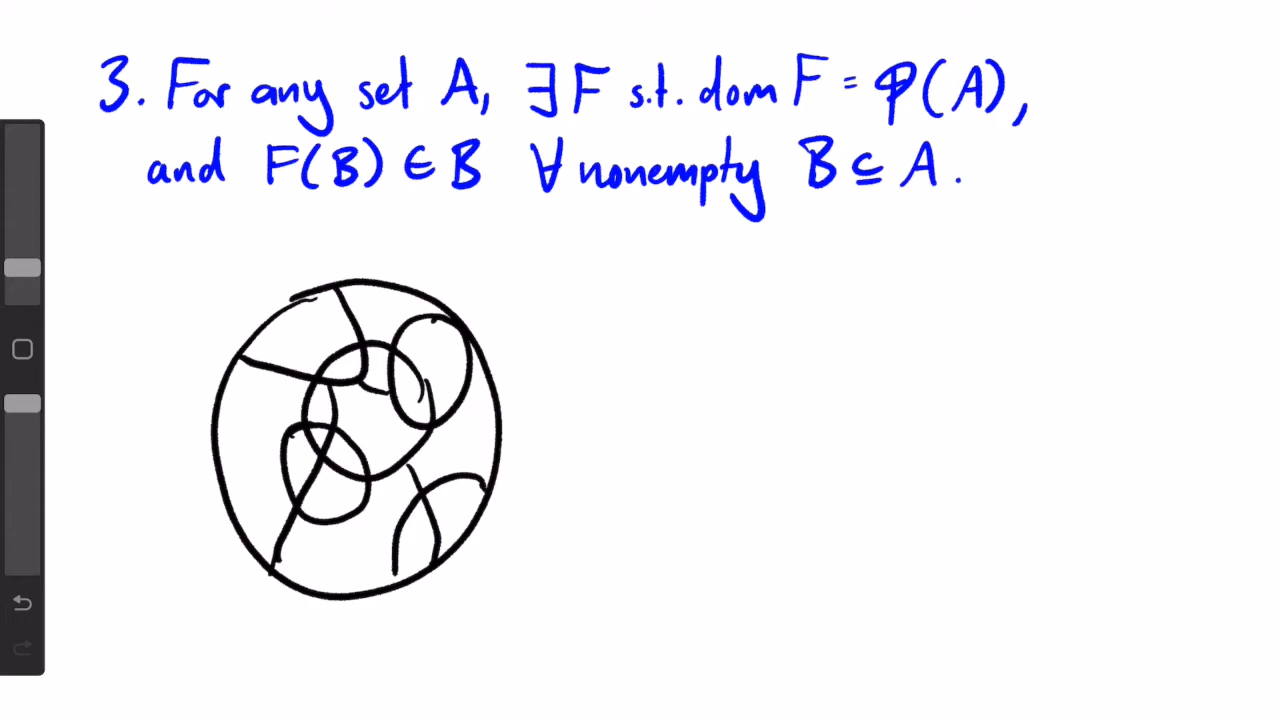 3. For any set A, ∃ F s.t. dom F = 𝒫(A),
and F(B) ∈ B ∀ nonempty B ⊆ A.